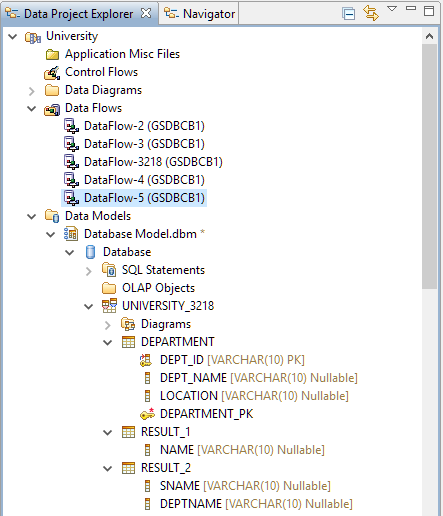 Data Project Explorer Navigator
University
Application Misc Files
Control Flows
Data Diagrams
Data Flows
DataFlow-2 (GSDBCB1)
DataFlow-3 (GSDBCB1)
DataFlow-3218 (GSDBCB1)
DataFlow-4 (GSDBCB1)
DataFlow-5 (GSDBCB1)
Data Models
Database Model.dbm *
Database
SQL Statements
OLAP Objects
UNIVERSITY_3218
Diagrams
DEPARTMENT
DEPT_ID [VARCHAR(10) PK]
DEPT_NAME [VARCHAR(10) Nullable]
LOCATION [VARCHAR(10) Nullable]
DEPARTMENT_PK
RESULT_1
NAME [VARCHAR(10) Nullable]
RESULT_2
SNAME [VARCHAR(10) Nullable]
DEPTNAME [VARCHAR(10) Nullable]